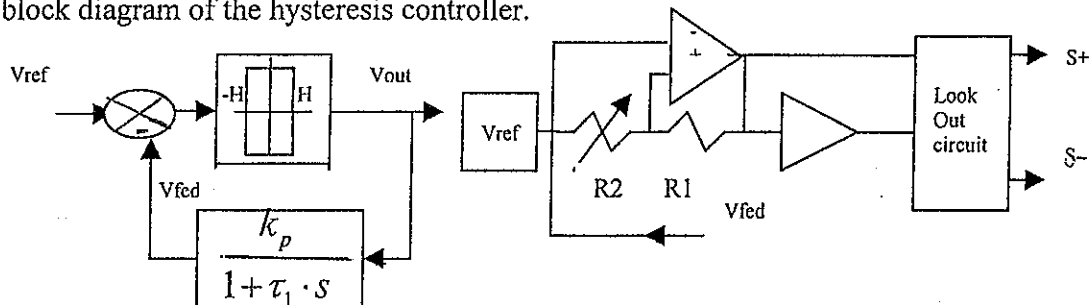 block diagram of the hysteresis controller.
Vref
-H
H
Vout
Vfed
k_p
1 + τ_1 · s
Vref
-
+
-
R2
R1
Vfed
Look
Out
circuit
S+
S-